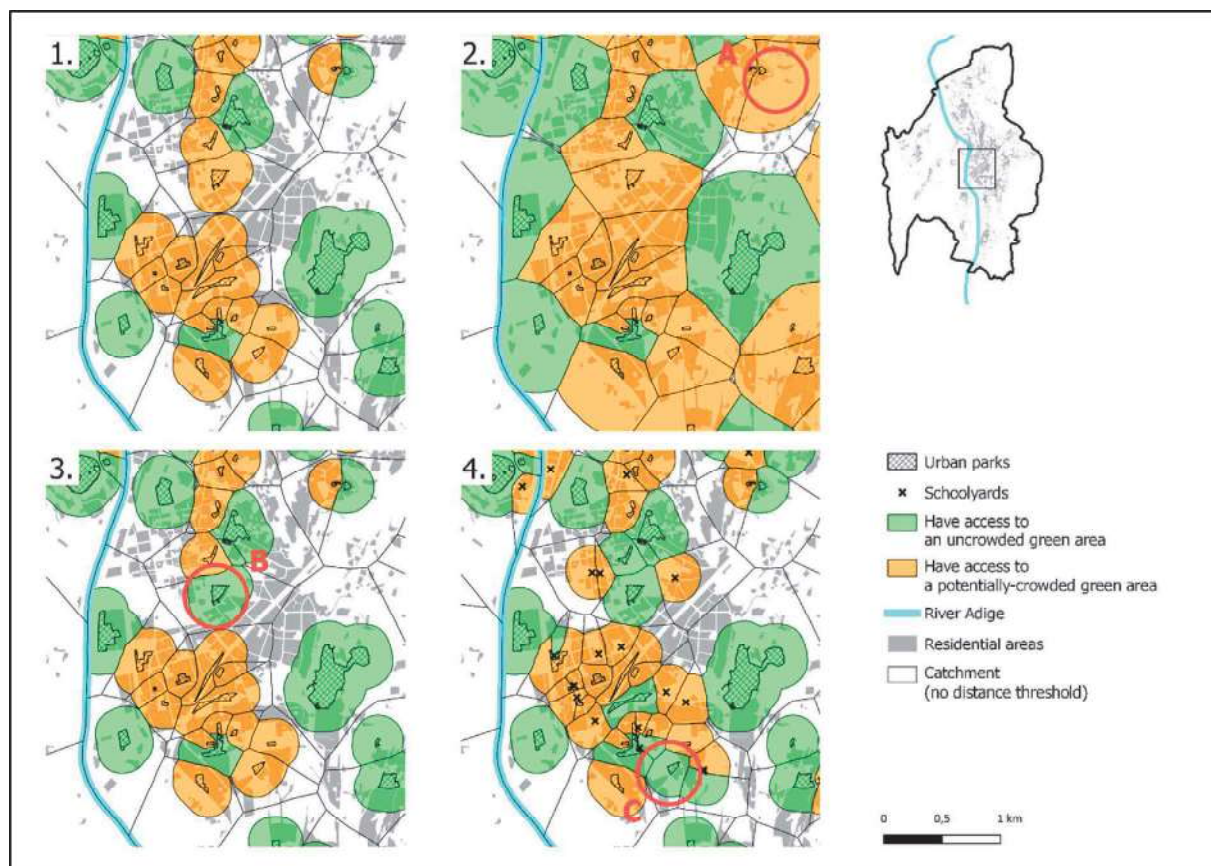 1.
2.
A
3.
B
4.
C
Urban parks
Schoolyards
Have access to
an uncrowded green area
Have access to
a potentially-crowded green area
River Adige
Residential areas
Catchment
(no distance threshold)
0 0,5 1 km